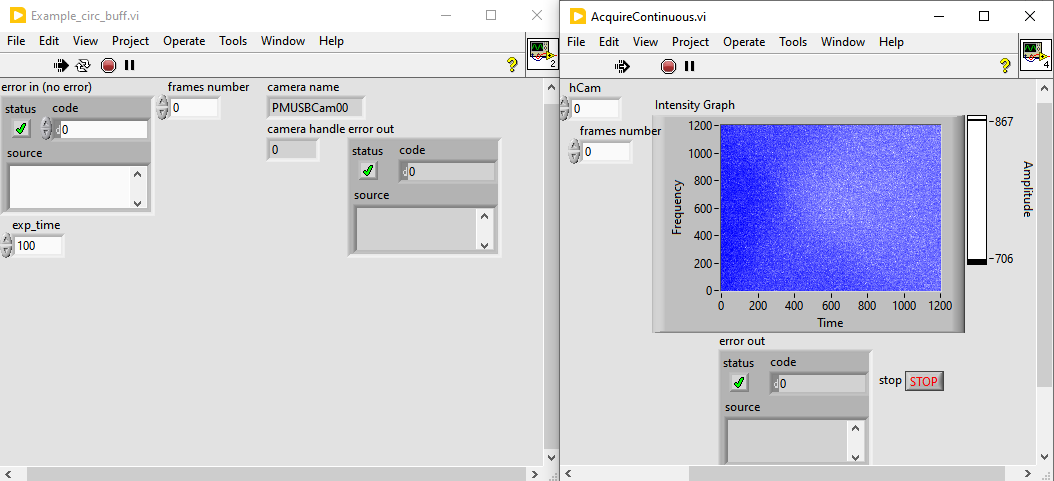 Example_circ_buff.vi
File Edit View Project Operate Tools Window Help
?
2
error in (no error)
status code
d 0
source
exp_time
100
frames number
0
camera name
PMUSBCam00
camera handle
0
error out
status code
d 0
source
AcquireContinuous.vi
File Edit View Project Operate Tools Window Help
?
4
hCam
0
frames number
0
Intensity Graph
1200
1000
800
600
400
200
0
Frequency
0 200 400 600 800 1000 1200
Time
867
706
Amplitude
error out
status code
d 0
source
stop STOP